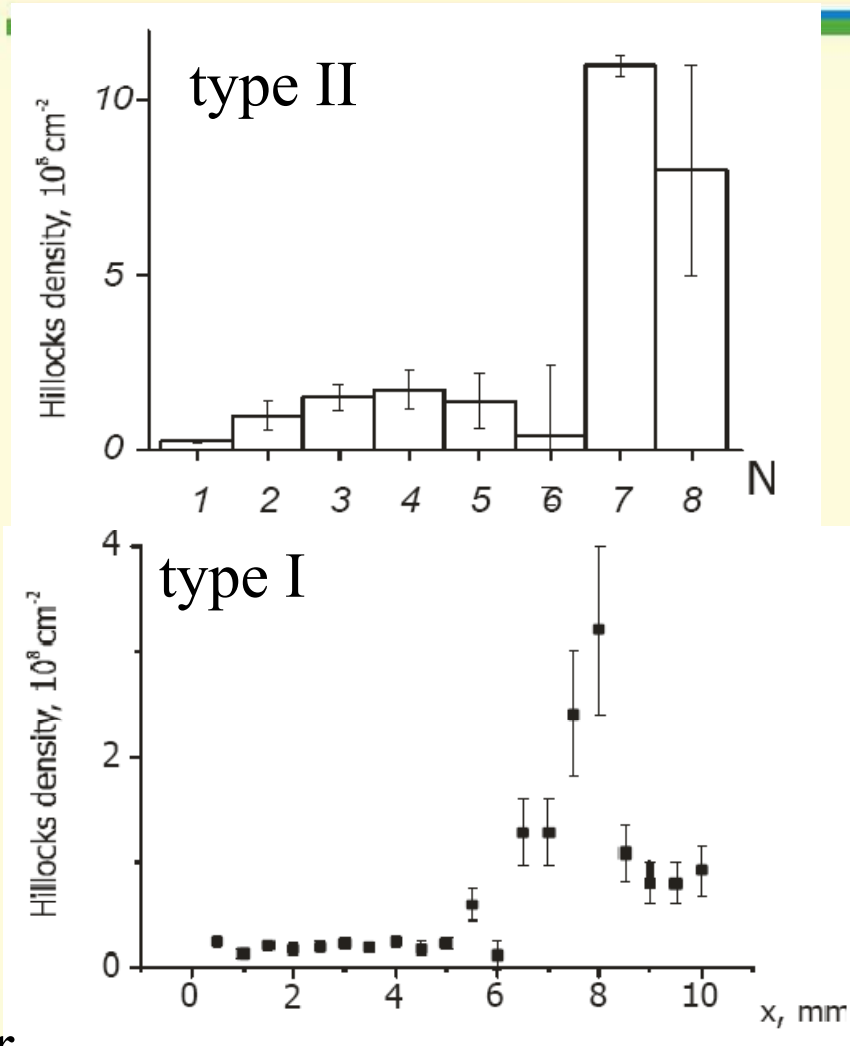 type II
Hillocks density, 10⁸ cm⁻²
10
5
0
1 2 3 4 5 6 7 8
N
type I
Hillocks density, 10⁸ cm⁻²
4
2
0
0 2 4 6 8 10
x, mm